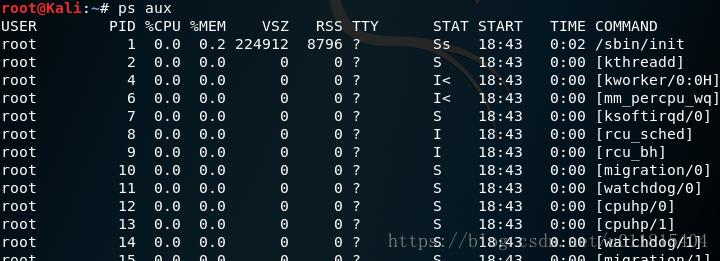 root@Kali:~# ps aux
USER PID %CPU %MEM VSZ RSS TTY STAT START TIME COMMAND
root 1 0.0 0.2 224912 8796 ? Ss 18:43 0:02 /sbin/init
root 2 0.0 0.0 0 0 ? S 18:43 0:00 [kthreadd]
root 4 0.0 0.0 0 0 ? I< 18:43 0:00 [kworker/0:0H]
root 6 0.0 0.0 0 0 ? I< 18:43 0:00 [mm_percpu_wq]
root 7 0.0 0.0 0 0 ? S 18:43 0:00 [ksoftirqd/0]
root 8 0.0 0.0 0 0 ? I 18:43 0:00 [rcu_sched]
root 9 0.0 0.0 0 0 ? I 18:43 0:00 [rcu_bh]
root 10 0.0 0.0 0 0 ? S 18:43 0:00 [migration/0]
root 11 0.0 0.0 0 0 ? S 18:43 0:00 [watchdog/0]
root 12 0.0 0.0 0 0 ? S 18:43 0:00 [cpuhp/0]
root 13 0.0 0.0 0 0 ? S 18:43 0:00 [cpuhp/1]
root 14 0.0 0.0 0 0 ? S 18:43 0:00 [watchdog/1]
root 15 0.0 0.0 0 0 ? S 18:43 0:00 [migration/1]